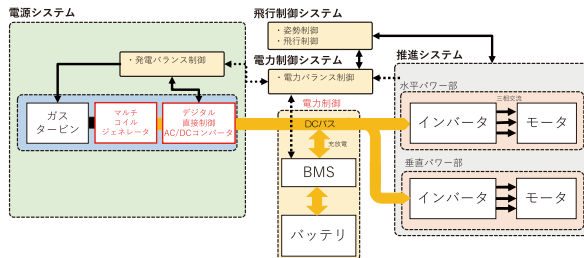 電源システム
飛行制御システム
・姿勢制御
・飛行制御
・発電バランス制御
電力制御システム
・電力バランス制御
推進システム
水平パワー部
ガス
タービン
マルチ
コイル
ジェネレータ
デジタル
直接制御
AC/DCコンバータ
電力制御
DCバス
充放電
BMS
バッテリ
インバータ
三相交流
モータ
垂直パワー部
インバータ
モータ